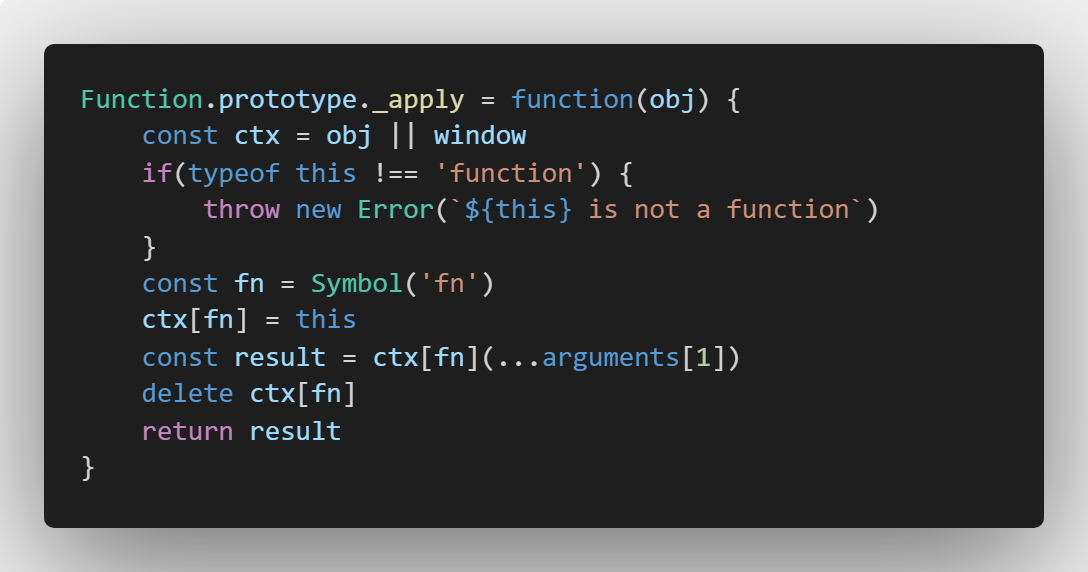 Function.prototype._apply = function(obj) {
    const ctx = obj || window
    if(typeof this !== 'function') {
        throw new Error(`${this} is not a function`)
    }
    const fn = Symbol('fn')
    ctx[fn] = this
    const result = ctx[fn](...arguments[1])
    delete ctx[fn]
    return result
}